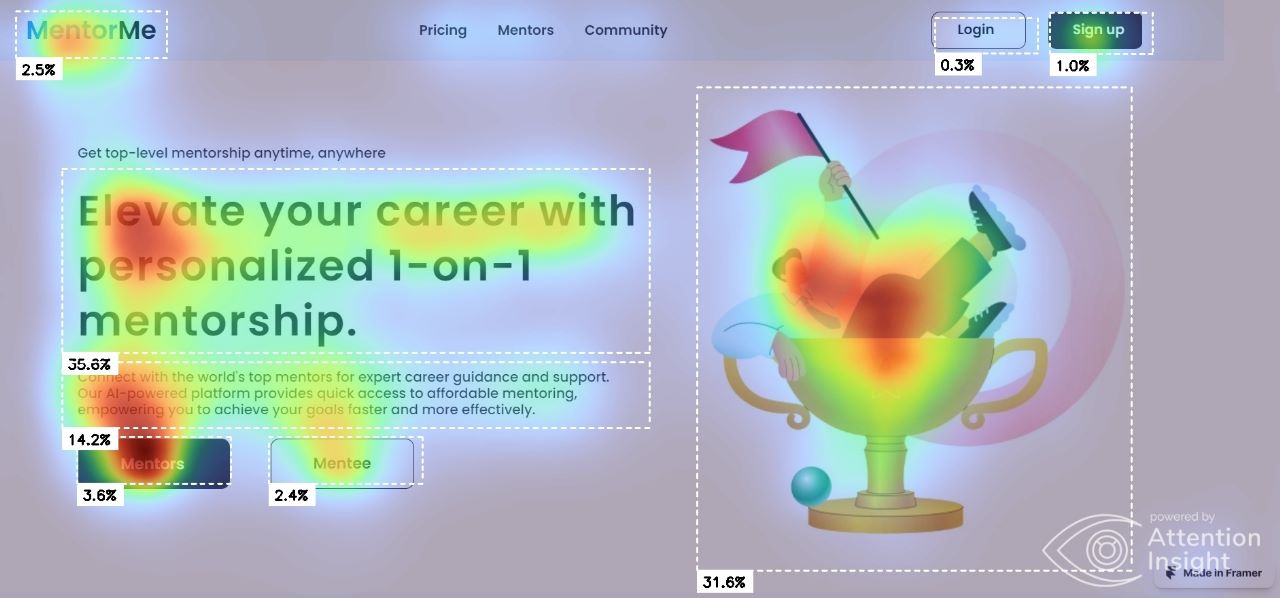 MentorMe
Pricing
Mentors
Community
Login
Sign up
2.5%
0.3%
1.0%
Get top-level mentorship anytime, anywhere
Elevate your career with
personalized 1-on-1
mentorship.
35.6%
Connect with the world's top mentors for expert career guidance and support.
Our AI-powered platform provides quick access to affordable mentoring,
empowering you to achieve your goals faster and more effectively.
14.2%
Mentors
Mentee
3.6%
2.4%
31.6%
powered by
Attention
Insight
Made in Framer